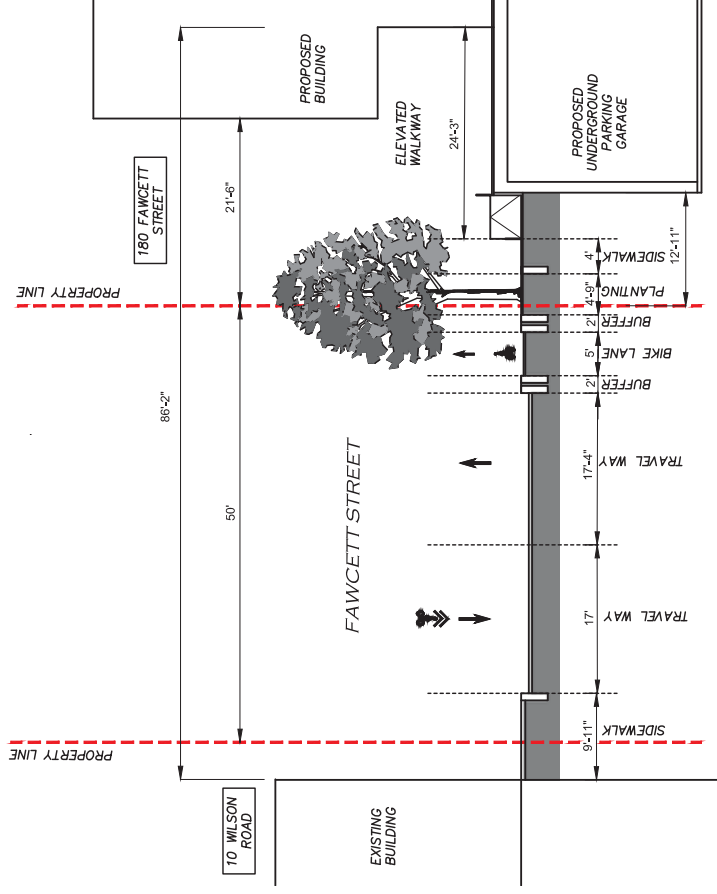 PROPOSED
BUILDING
ELEVATED
WALKWAY
PROPOSED
UNDERGROUND
PARKING
GARAGE
180 FAWCETT
STREET
21'-6"
24'-3"
12'-11"
86'-2"
50'
PROPERTY LINE
FAWCETT STREET
4'
SIDEWALK
4'-9"
PLANTING
2'
BUFFER
5'
BIKE LANE
2'
BUFFER
17'-4"
TRAVEL WAY
17'
TRAVEL WAY
9'-11"
SIDEWALK
PROPERTY LINE
10 WILSON
ROAD
EXISTING
BUILDING